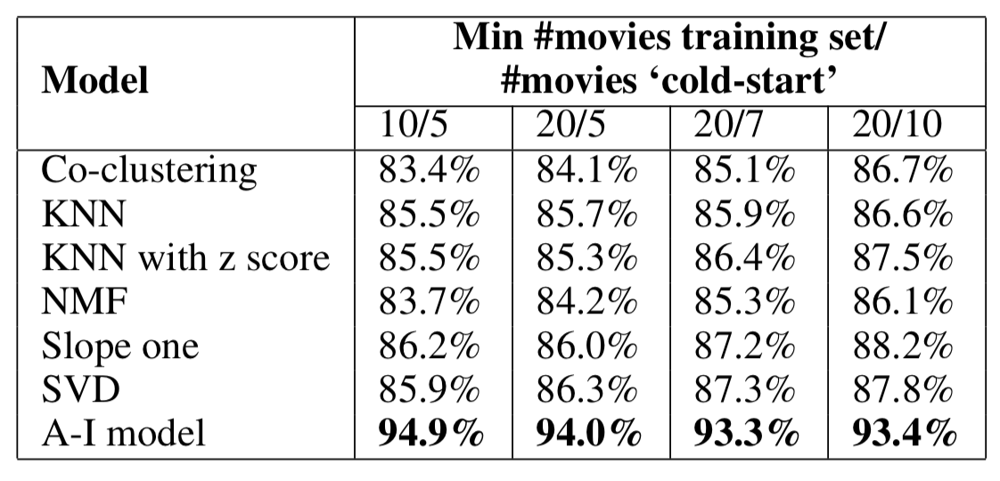 Model
Min #movies training set/
#movies ‘cold-start’
10/5 20/5 20/7 20/10
Co-clustering 83.4% 84.1% 85.1% 86.7%
KNN 85.5% 85.7% 85.9% 86.6%
KNN with z score 85.5% 85.3% 86.4% 87.5%
NMF 83.7% 84.2% 85.3% 86.1%
Slope one 86.2% 86.0% 87.2% 88.2%
SVD 85.9% 86.3% 87.3% 87.8%
A-I model 94.9% 94.0% 93.3% 93.4%